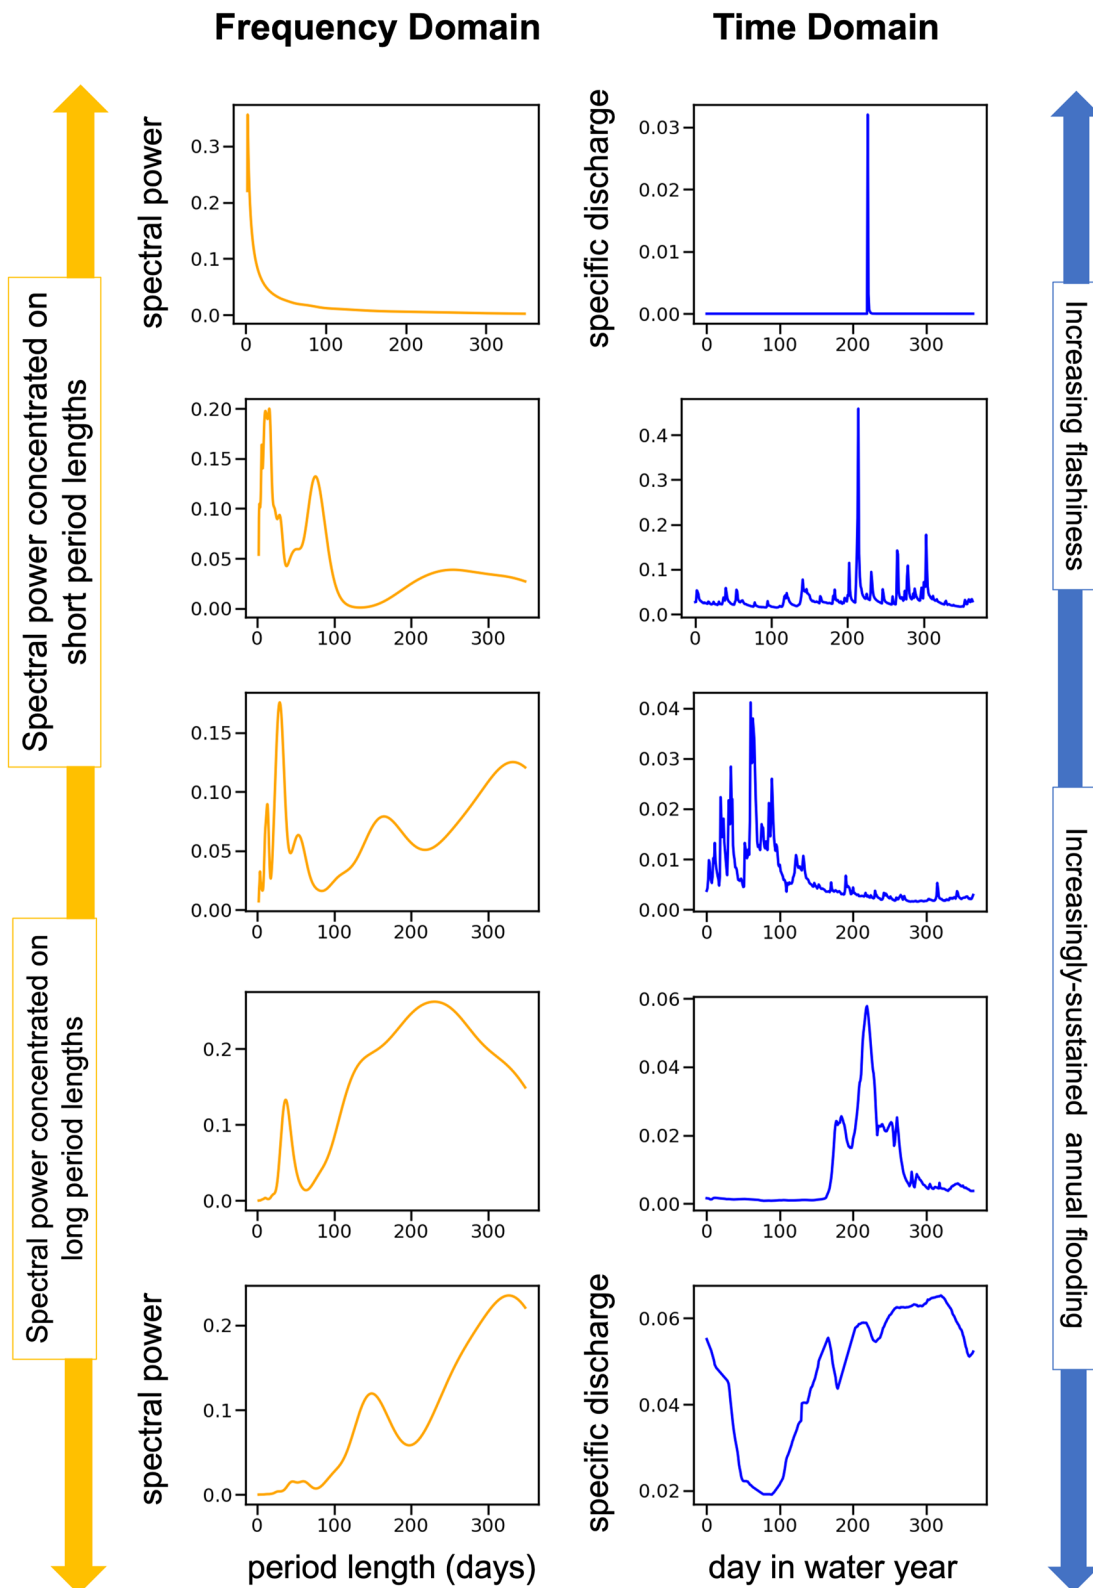 Frequency Domain
Time Domain
Spectral power concentrated on
short period lengths
Spectral power concentrated on
long period lengths
spectral power
0.3
0.2
0.1
0.0
0 100 200 300
specific discharge
0.03
0.02
0.01
0.00
0 100 200 300
0.20
0.15
0.10
0.05
0.00
0 100 200 300
0.4
0.3
0.2
0.1
0.0
0 100 200 300
0.15
0.10
0.05
0.00
0 100 200 300
0.04
0.03
0.02
0.01
0.00
0 100 200 300
0.2
0.1
0.0
0 100 200 300
0.06
0.04
0.02
0.00
0 100 200 300
spectral power
0.2
0.1
0.0
0 100 200 300
period length (days)
specific discharge
0.06
0.04
0.02
0 100 200 300
day in water year
Increasing flashiness
Increasingly-sustained annual flooding